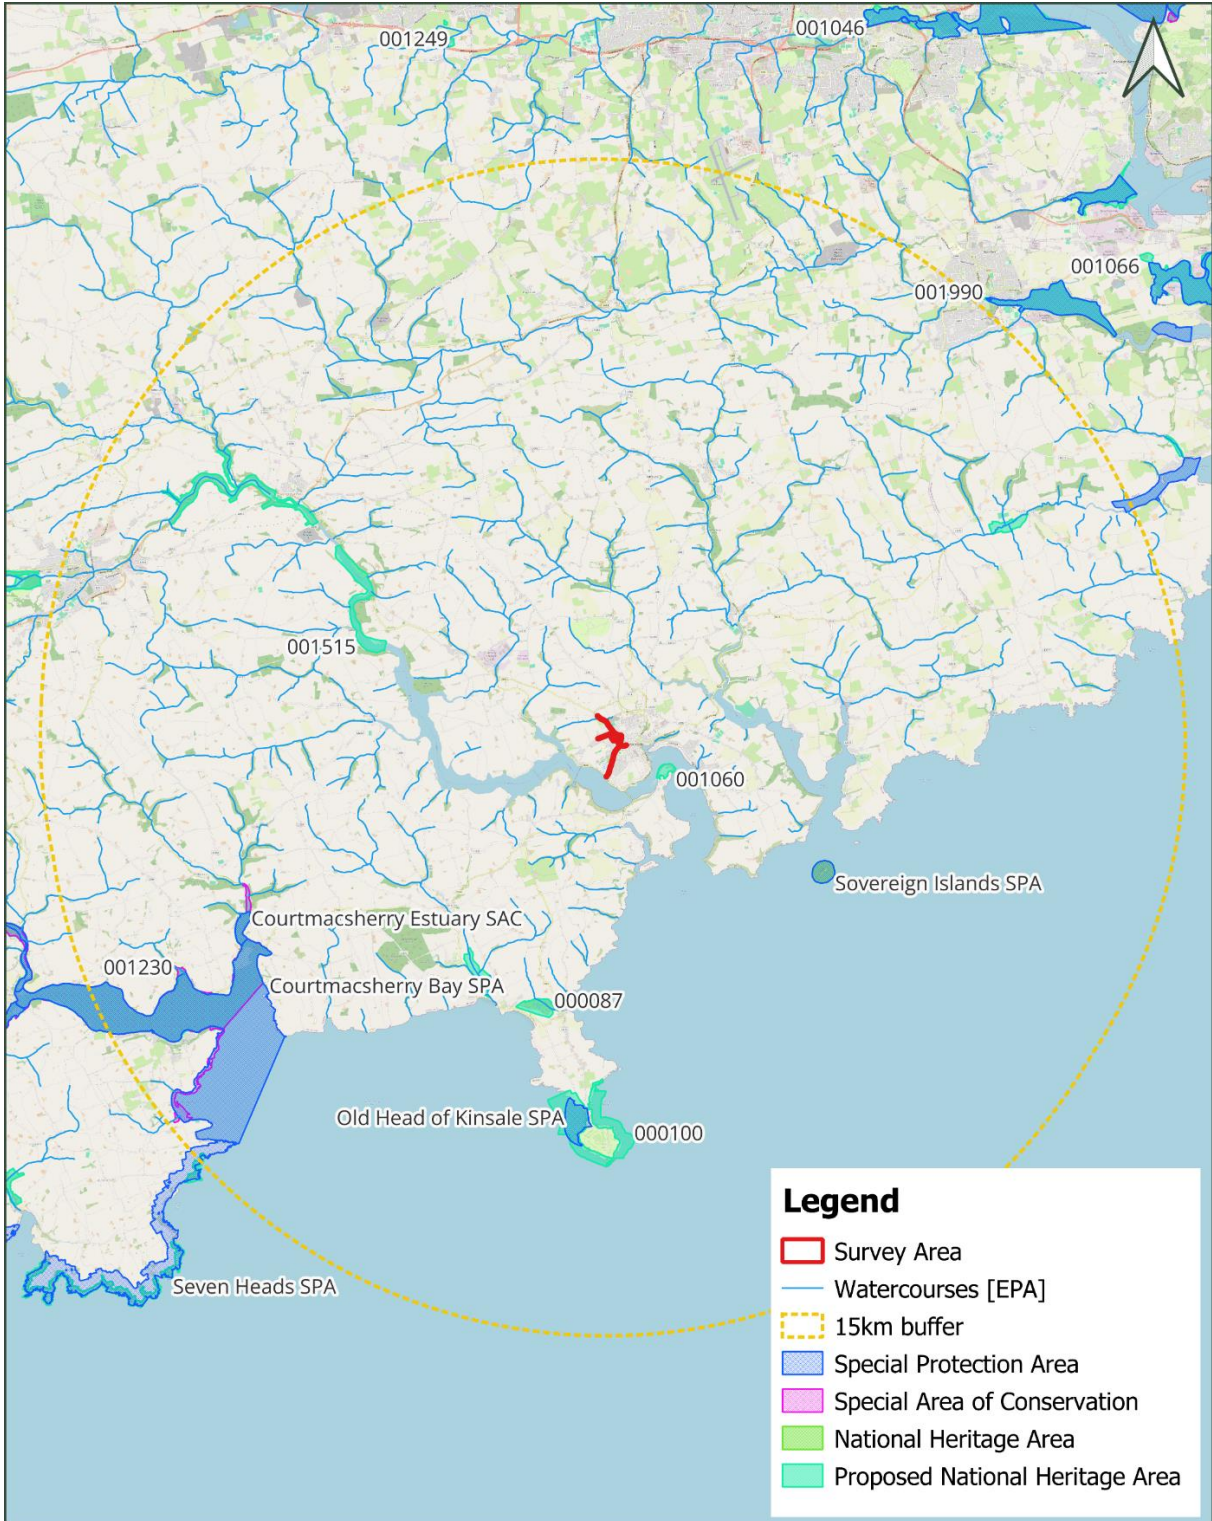 001249
001046
001066
001990
001515
001060
Sovereign Islands SPA
Courtmacsherry Estuary SAC
001230
Courtmacsherry Bay SPA
000087
Old Head of Kinsale SPA
000100
Seven Heads SPA
Legend
Survey Area
Watercourses [EPA]
15km buffer
Special Protection Area
Special Area of Conservation
National Heritage Area
Proposed National Heritage Area